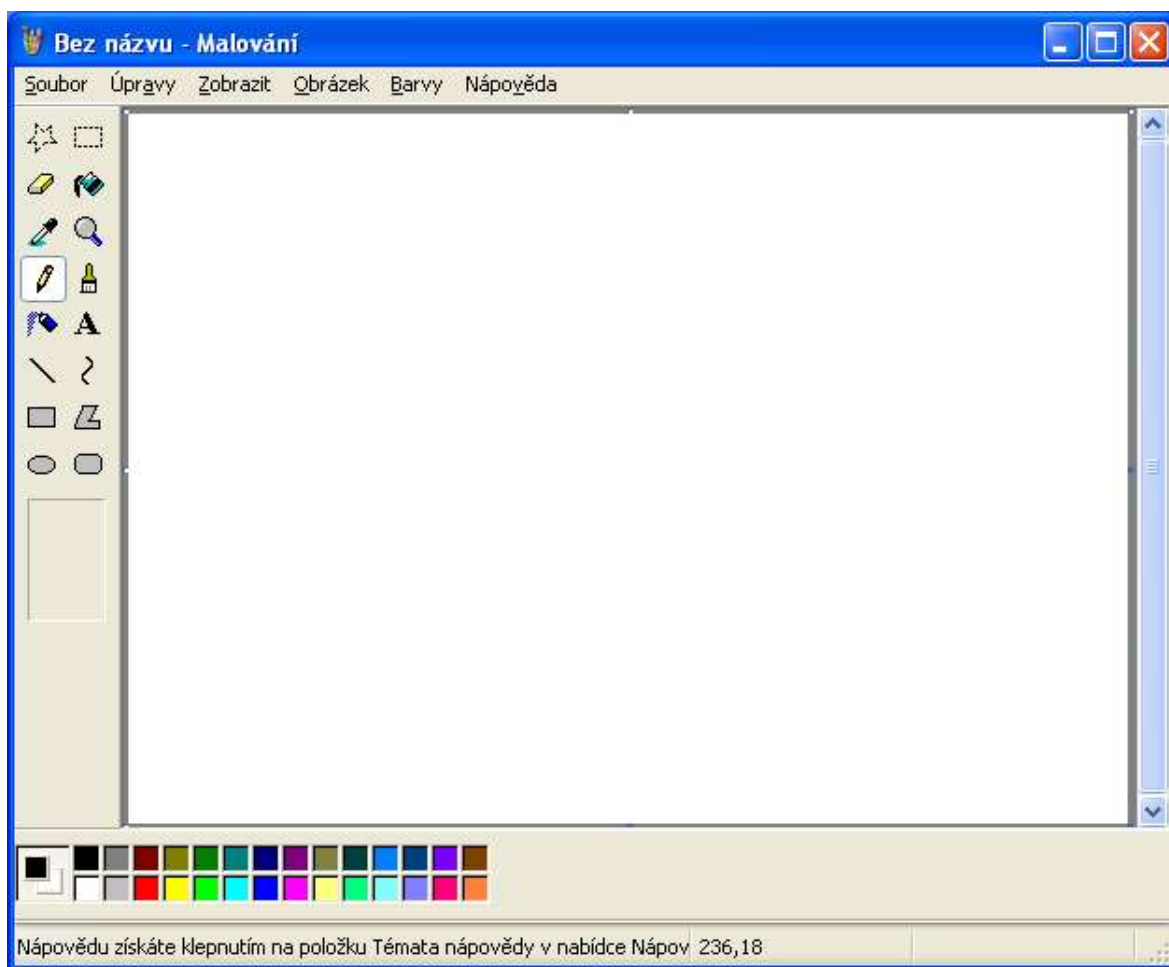 Bez názvu - Malování
Soubor Úpravy Zobrazit Obrázek Barvy Nápověda
A
Nápovědu získáte klepnutím na položku Témata nápovědy v nabídce Nápov 236,18